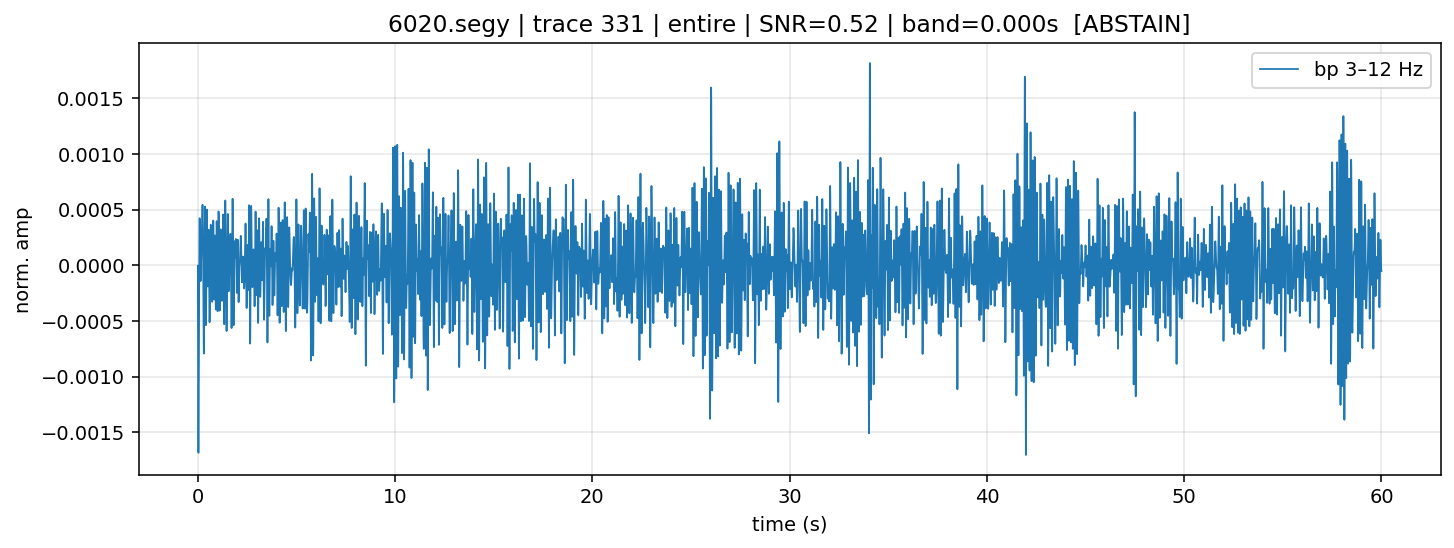 6020.segy | trace 331 | entire | SNR=0.52 | band=0.000s  [ABSTAIN]
bp 3–12 Hz
0.0015
0.0010
0.0005
0.0000
−0.0005
−0.0010
−0.0015
norm. amp
0 10 20 30 40 50 60
time (s)